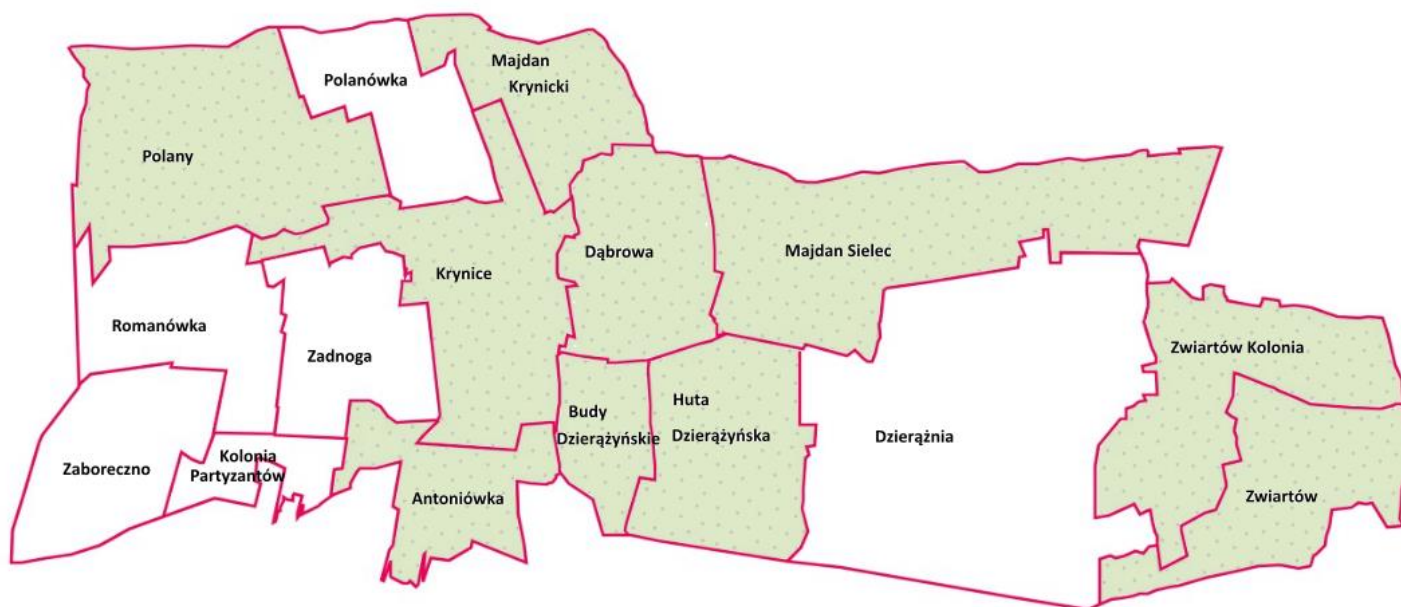 Majdan
Krynicki
Polanówka
Polany
Dąbrowa
Majdan Sielec
Krynice
Romanówka
Zadnoga
Zwiartów Kolonia
Huta
Dzierążyńska
Budy
Dzierążyńskie
Dzierążnia
Kolonia
Partyzantów
Zaboreczno
Antoniówka
Zwiartów